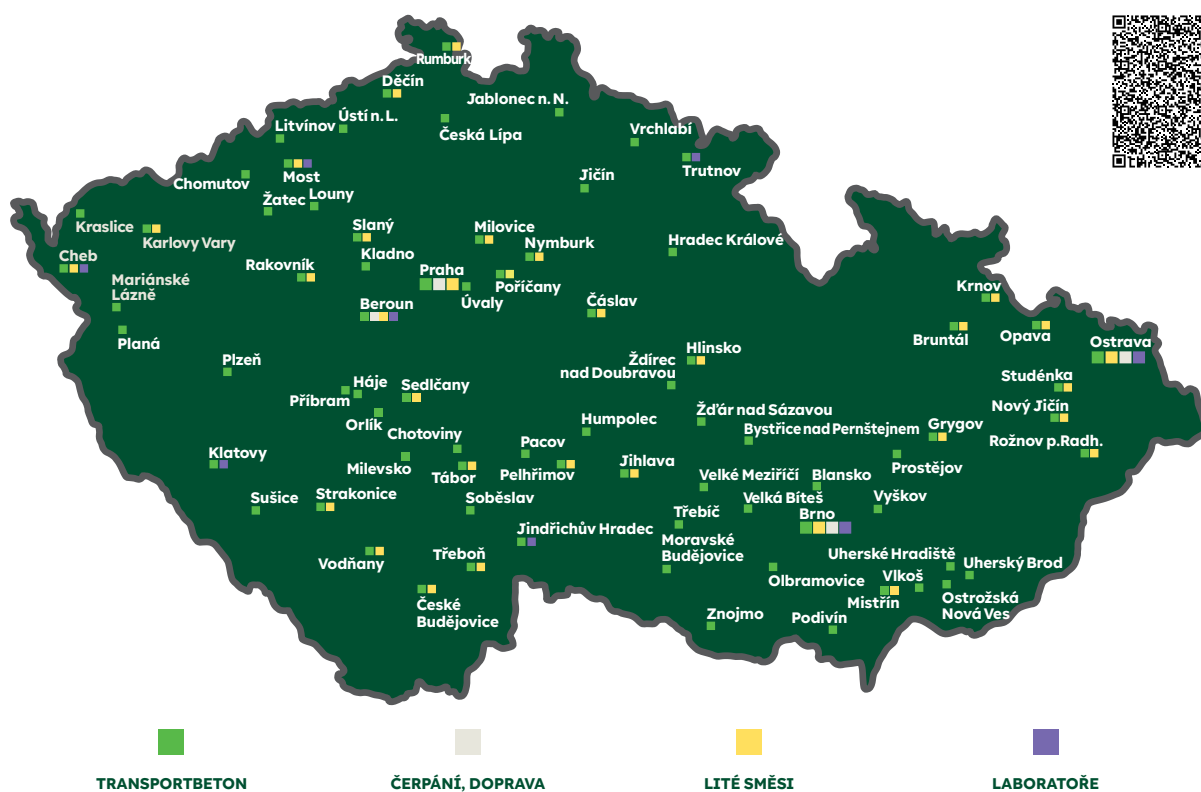 Rumburk
Děčín
Jablonec n. N.
Ústí n. L.
Litvínov
Česká Lípa
Vrchlabí
Most
Chomutov
Trutnov
Jičín
Žatec
Louny
Kraslice
Karlovy Vary
Slaný
Milovice
Nymburk
Hradec Králové
Cheb
Kladno
Rakovník
Praha
Poříčany
Mariánské
Lázně
Úvaly
Beroun
Čáslav
Krnov
Planá
Bruntál
Opava
Ostrava
Plzeň
Hlinsko
Ždírec
nad Doubravou
Studénka
Háje
Sedlčany
Příbram
Orlík
Nový Jičín
Humpolec
Žďár nad Sázavou
Bystřice nad Pernštejnem
Grygov
Chotoviny
Pacov
Rožnov p.Radh.
Klatovy
Milevsko
Tábor
Pelhřimov
Jihlava
Velké Meziříčí
Blansko
Prostějov
Sušice
Strakonice
Soběslav
Velká Bíteš
Vyškov
Třebíč
Brno
Jindřichův Hradec
Moravské
Budějovice
Vodňany
Třeboň
Uherské Hradiště
Uherský Brod
Olbramovice
Vlkoš
Mistřín
Ostrožská
Nová Ves
České
Budějovice
Znojmo
Podivín
TRANSPORTBETON
ČERPÁNÍ, DOPRAVA
LITÉ SMĚSI
LABORATOŘE